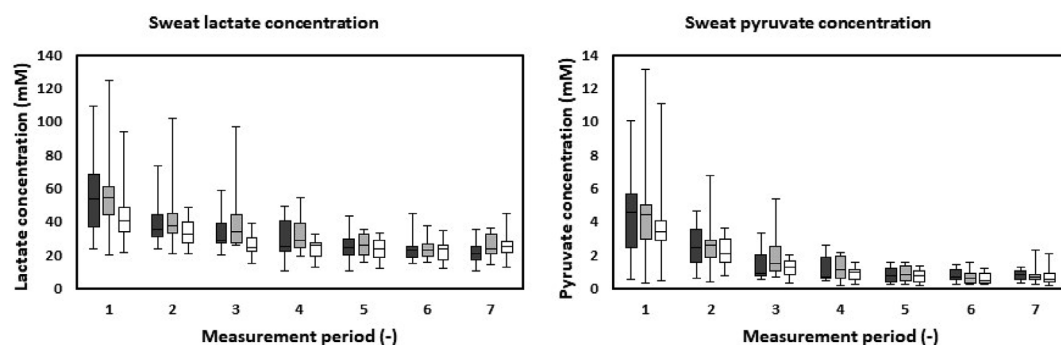 Sweat lactate concentration
Lactate concentration (mM)
140
120
100
80
60
40
20
0
1 2 3 4 5 6 7
Measurement period (-)
Sweat pyruvate concentration
Pyruvate concentration (mM)
14
12
10
8
6
4
2
0
1 2 3 4 5 6 7
Measurement period (-)